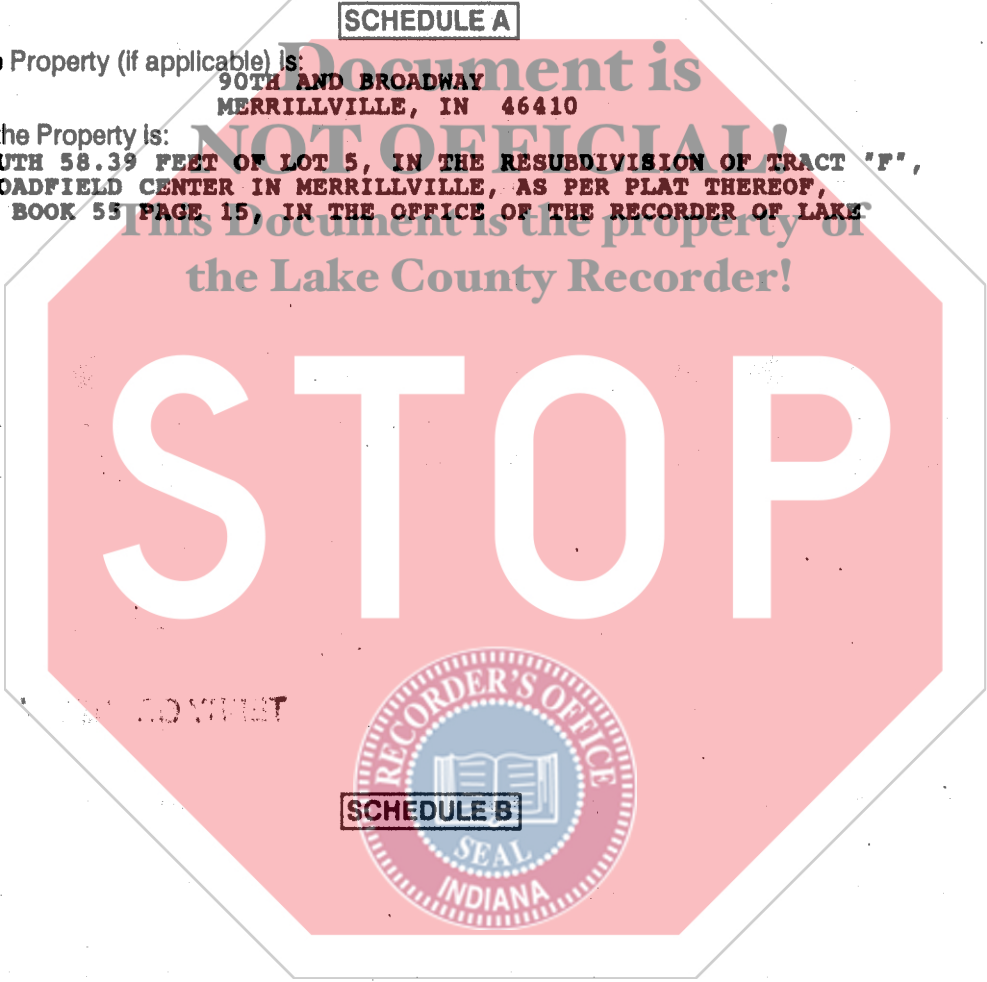 SCHEDULE A
Property (if applicable) is:
Document is
90TH AND BROADWAY
MERRILLVILLE, IN 46410
the Property is:
NOT OFFICIAL!
UTH 58.39 FEET OF LOT 5, IN THE RESUBDIVISION OF TRACT "F",
OADFIELD CENTER IN MERRILLVILLE, AS PER PLAT THEREOF,
BOOK 55 PAGE 15, IN THE OFFICE OF THE RECORDER OF LAKE
This Document is the property of
the Lake County Recorder!
STOP
RECORDER'S OFFICE
SCHEDULE B
SEAL
INDIANA